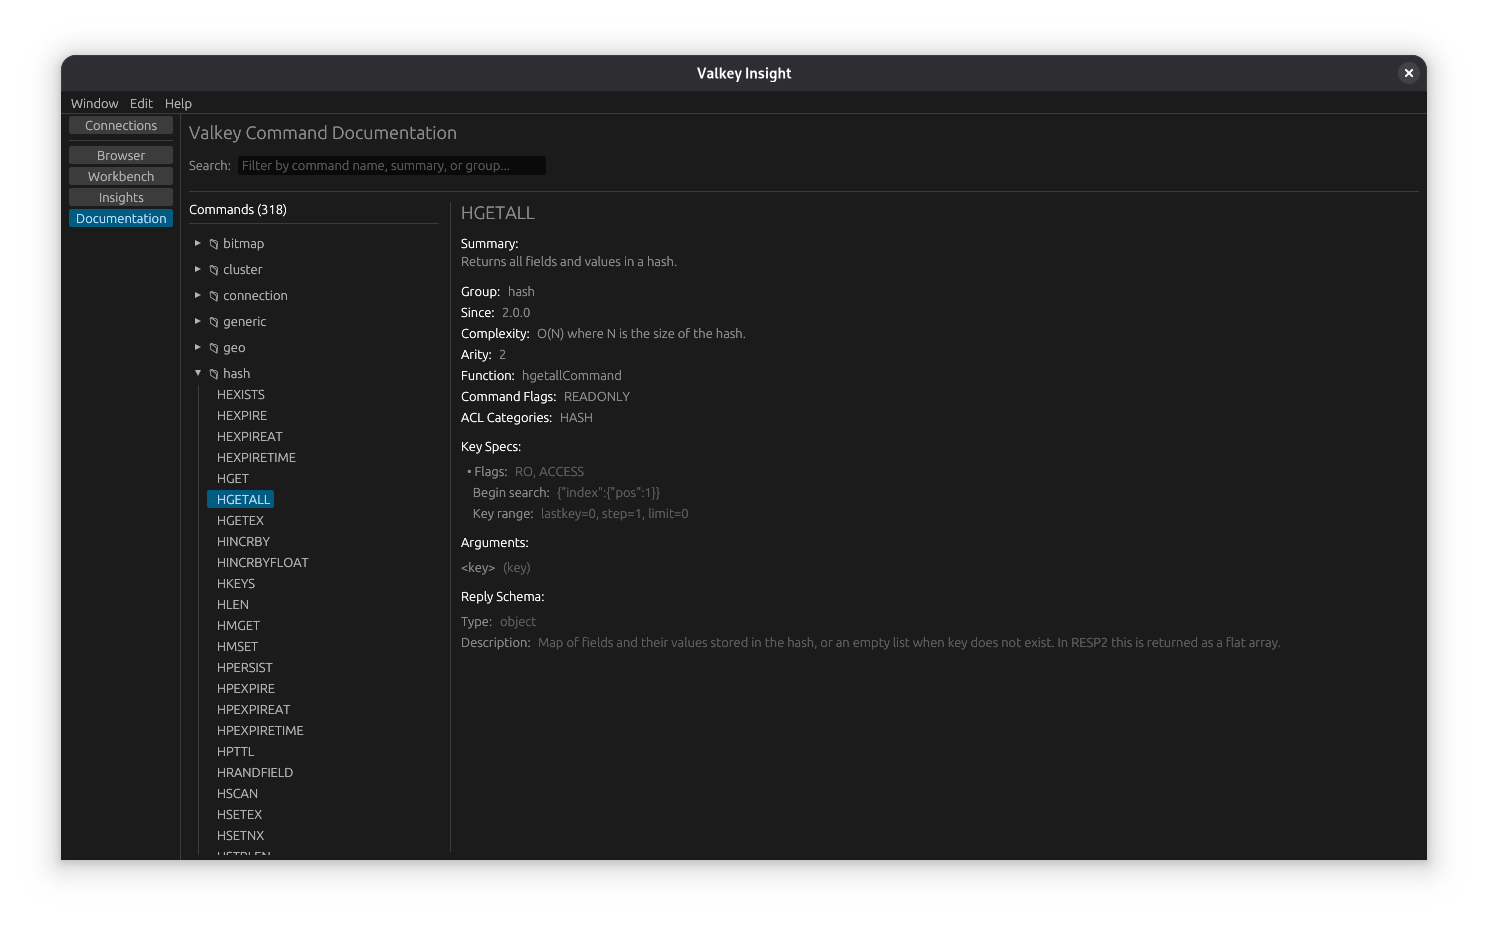 Valkey Insight
Window Edit Help
Connections
Browser
Workbench
Insights
Documentation
Valkey Command Documentation
Search: Filter by command name, summary, or group...
Commands (318)
bitmap
cluster
connection
generic
geo
hash
HEXISTS
HEXPIRE
HEXPIREAT
HEXPIRETIME
HGET
HGETALL
HGETEX
HINCRBY
HINCRBYFLOAT
HKEYS
HLEN
HMGET
HMSET
HPERSIST
HPEXPIRE
HPEXPIREAT
HPEXPIRETIME
HPTTL
HRANDFIELD
HSCAN
HSETEX
HSETNX
HSTRLEN
HGETALL
Summary:
Returns all fields and values in a hash.
Group: hash
Since: 2.0.0
Complexity: O(N) where N is the size of the hash.
Arity: 2
Function: hgetallCommand
Command Flags: READONLY
ACL Categories: HASH
Key Specs:
• Flags: RO, ACCESS
Begin search: {"index":{"pos":1}}
Key range: lastkey=0, step=1, limit=0
Arguments:
<key> (key)
Reply Schema:
Type: object
Description: Map of fields and their values stored in the hash, or an empty list when key does not exist. In RESP2 this is returned as a flat array.